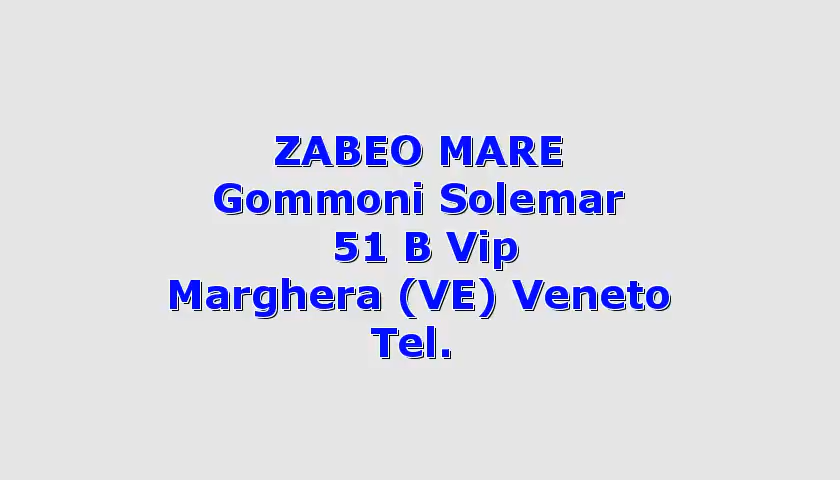 ZABEO MARE
Gommoni Solemar
51 B Vip
Marghera (VE) Veneto
Tel.